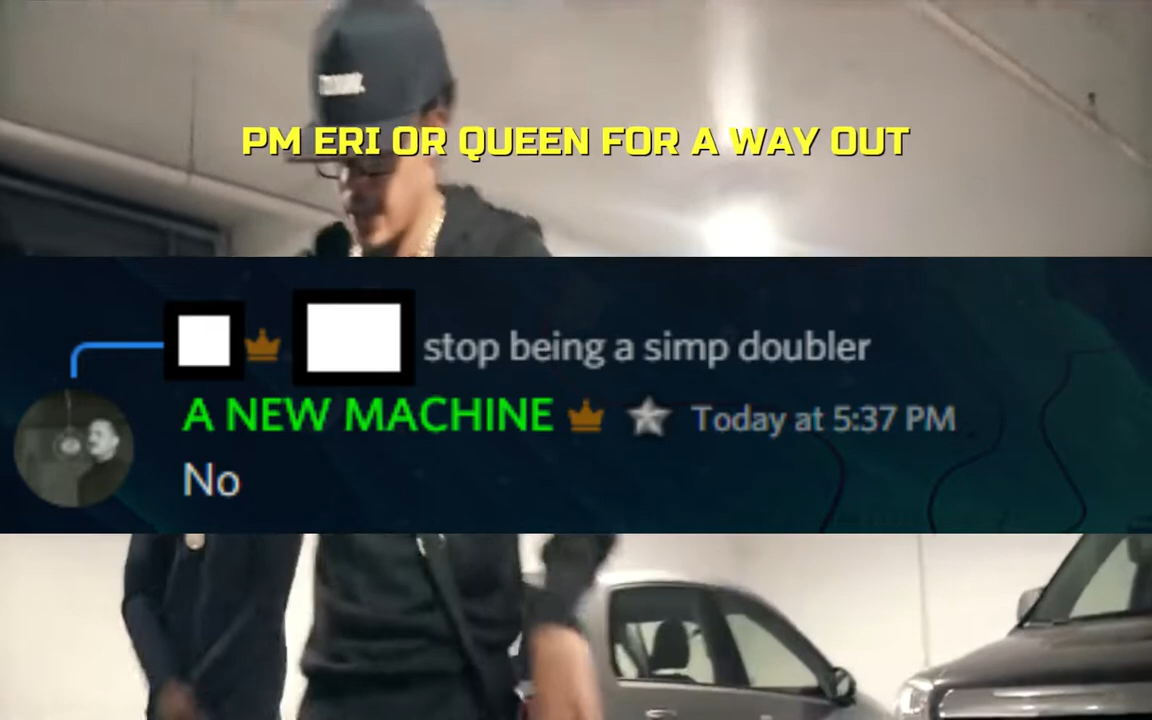 PM ERI OR QUEEN FOR A WAY OUT
stop being a simp doubler
A NEW MACHINE Today at 5:37 PM
No